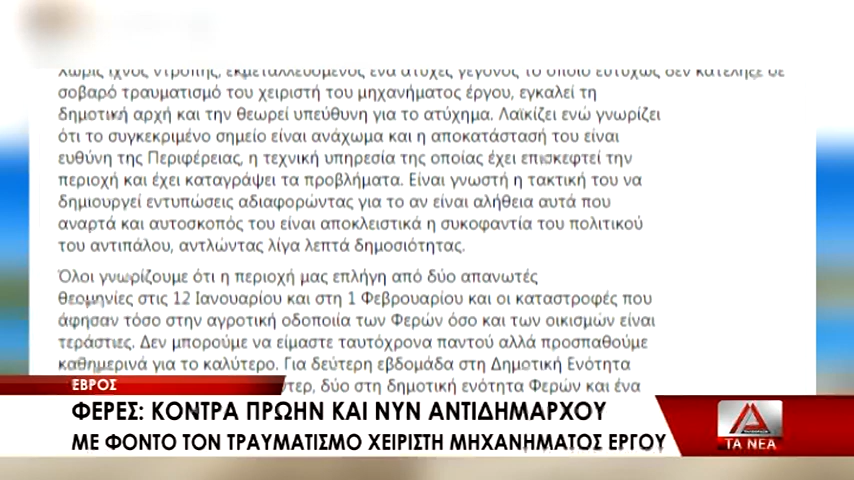 Χωρίς ίχνος ντροπής, εκμεταλλευόμενος ένα ατυχές γεγονός το οποίο ευτυχώς δεν κατέληξε σε
σοβαρό τραυματισμό του χειριστή του μηχανήματος έργου, εγκαλεί τη
δημοτική αρχή και την θεωρεί υπεύθυνη για το ατύχημα. Λαϊκίζει ενώ γνωρίζει
ότι το συγκεκριμένο σημείο είναι ανάχωμα και η αποκατάστασή του είναι
ευθύνη της Περιφέρειας, η τεχνική υπηρεσία της οποίας έχει επισκεφτεί την
περιοχή και έχει καταγράψει τα προβλήματα. Είναι γνωστή η τακτική του να
δημιουργεί εντυπώσεις αδιαφορώντας για το αν είναι αλήθεια αυτά που
αναρτά και αυτοσκοπός του είναι αποκλειστικά η συκοφαντία του πολιτικού
του αντιπάλου, αντλώντας λίγα λεπτά δημοσιότητας.
Όλοι γνωρίζουμε ότι η περιοχή μας επλήγη από δύο απανωτές
θεομηνίες στις 12 Ιανουαρίου και στη 1 Φεβρουαρίου και οι καταστροφές που
άφησαν τόσο στην αγροτική οδοποιία των Φερών όσο και των οικισμών είναι
τεράστιες. Δεν μπορούμε να είμαστε ταυτόχρονα παντού αλλά προσπαθούμε
καθημερινά για το καλύτερο. Για δεύτερη εβδομάδα στη Δημοτική Ενότητα
ντερ, δύο στη δημοτική ενότητα Φερών και ένα
ΕΒΡΟΣ
ΦΕΡΕΣ: ΚΟΝΤΡΑ ΠΡΩΗΝ ΚΑΙ ΝΥΝ ΑΝΤΙΔΗΜΑΡΧΟΥ
ΜΕ ΦΟΝΤΟ ΤΟΝ ΤΡΑΥΜΑΤΙΣΜΟ ΧΕΙΡΙΣΤΗ ΜΗΧΑΝΗΜΑΤΟΣ ΕΡΓΟΥ
ΤΑ ΝΕΑ